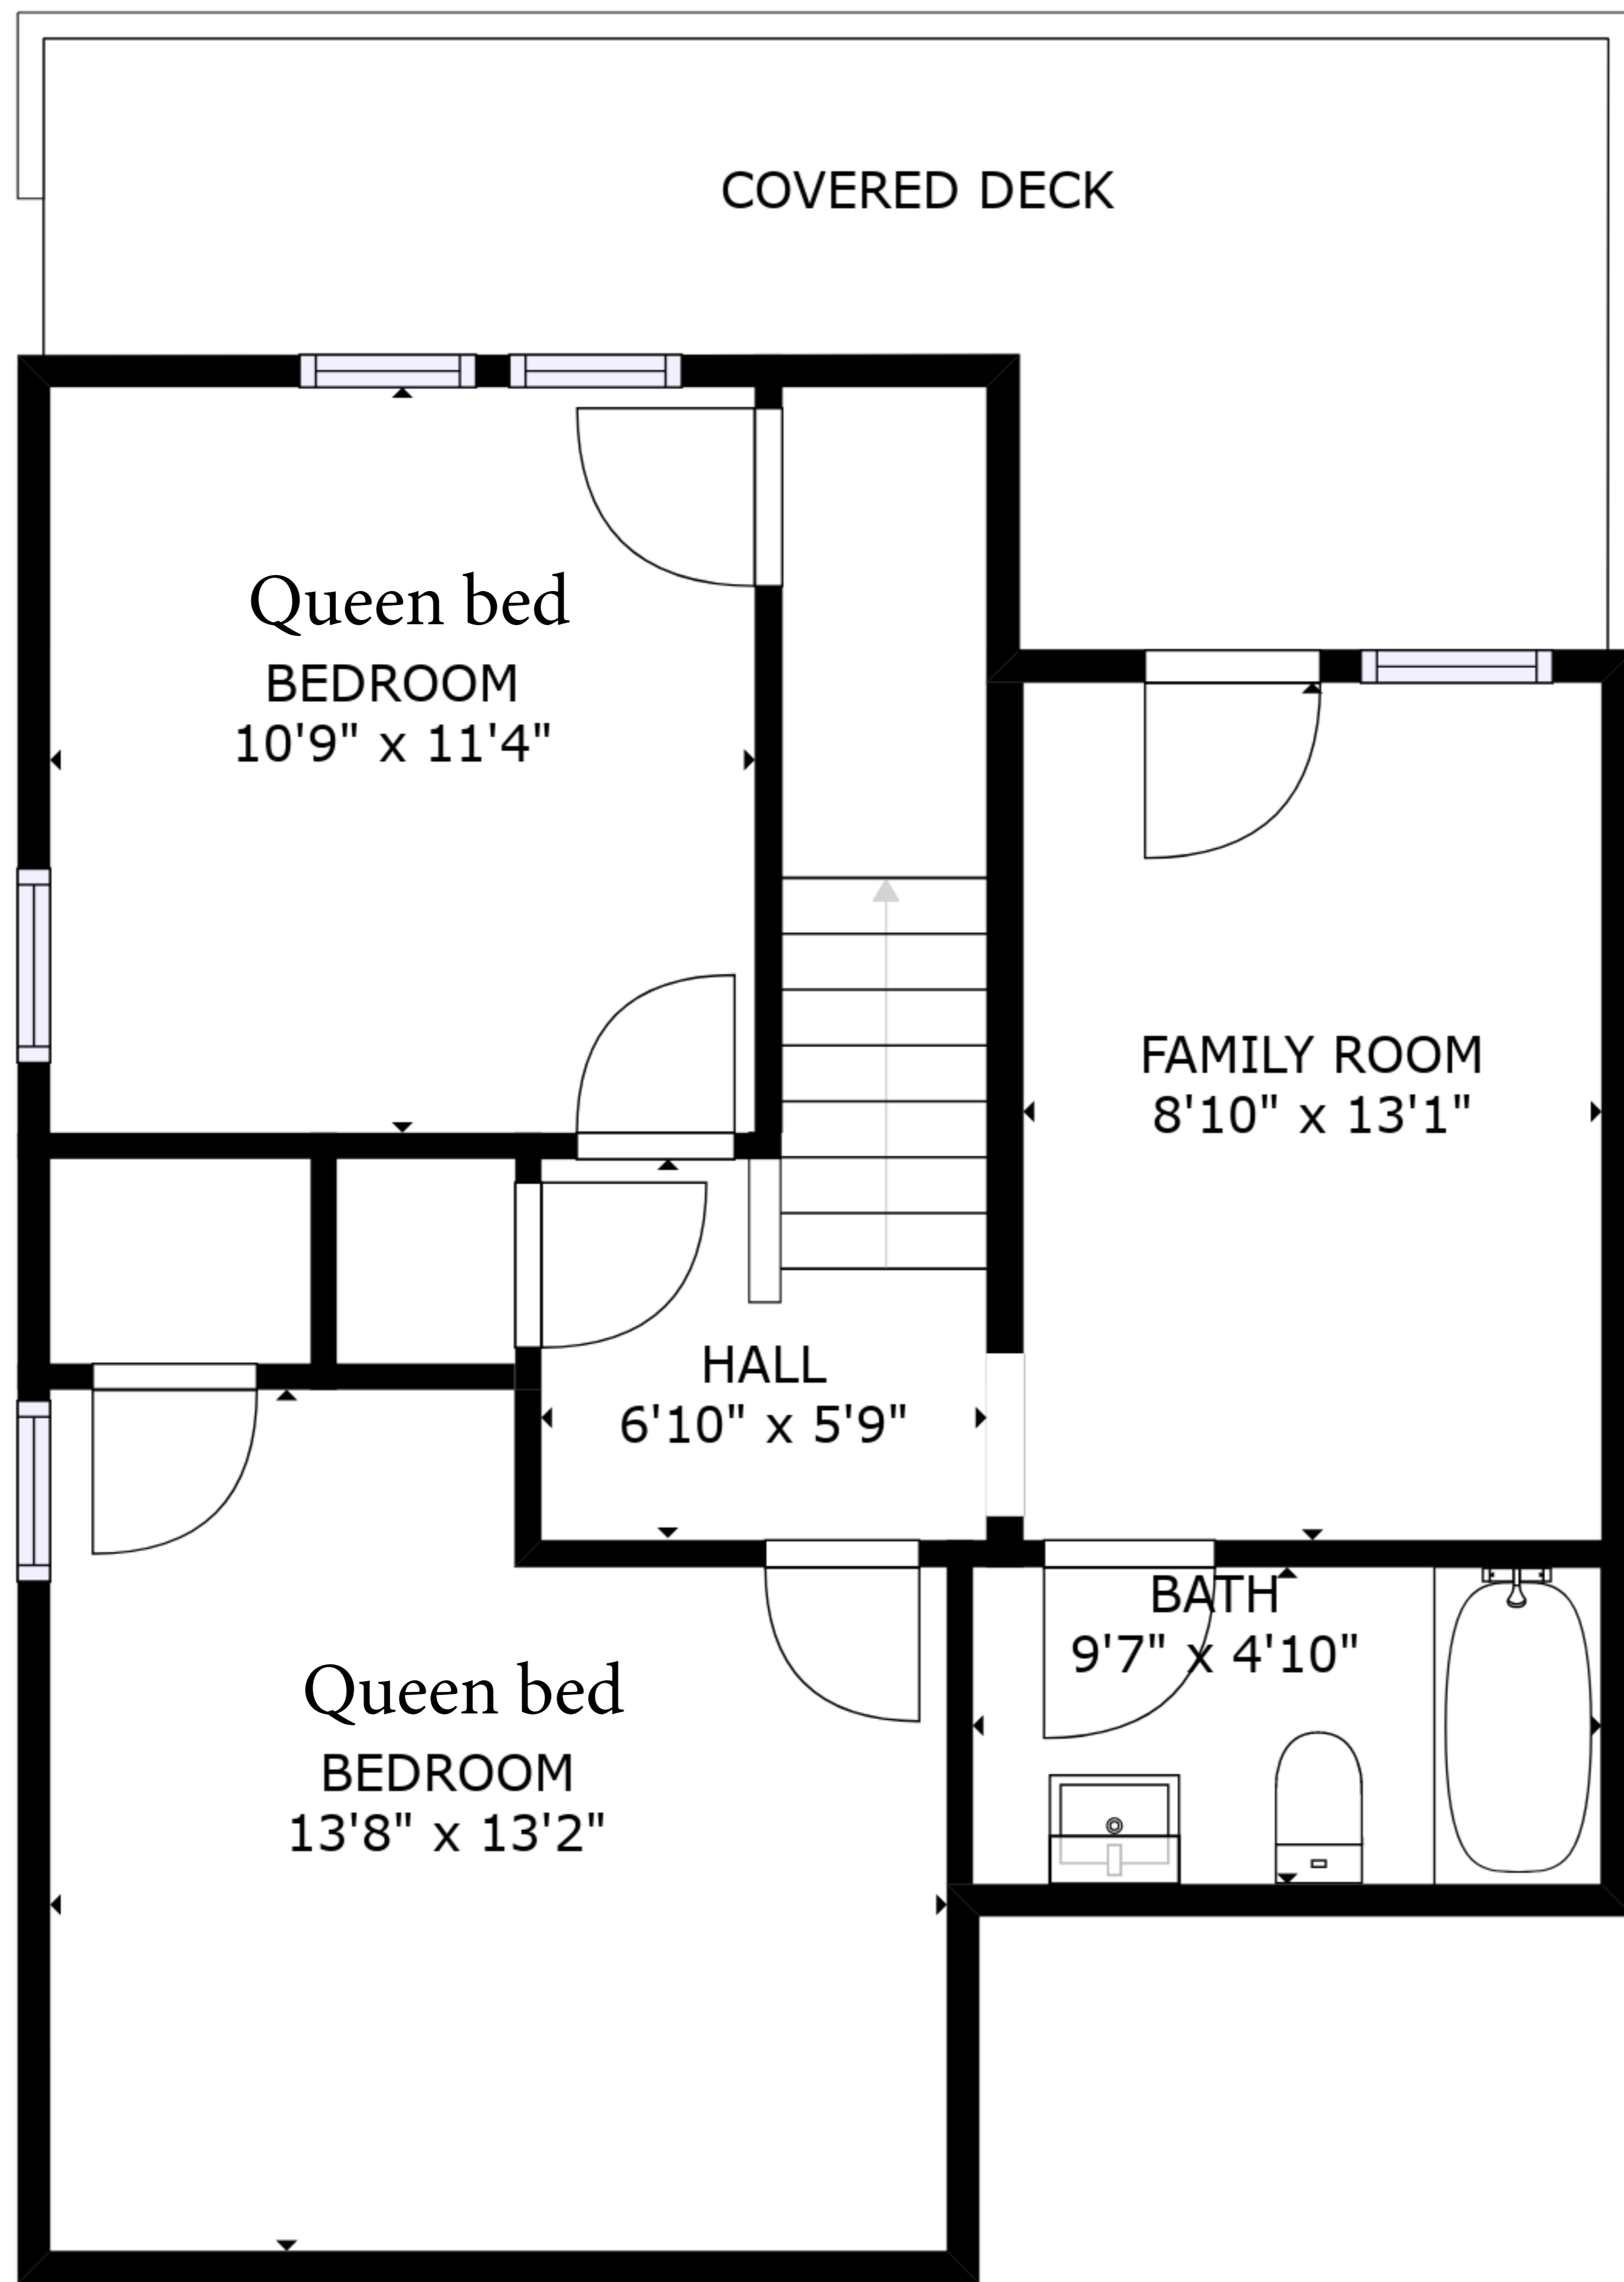 COVERED DECK
Queen bed
BEDROOM
10'9" x 11'4"
FAMILY ROOM
8'10" x 13'1"
HALL
6'10" x 5'9"
BATH
9'7" x 4'10"
Queen bed
BEDROOM
13'8" x 13'2"